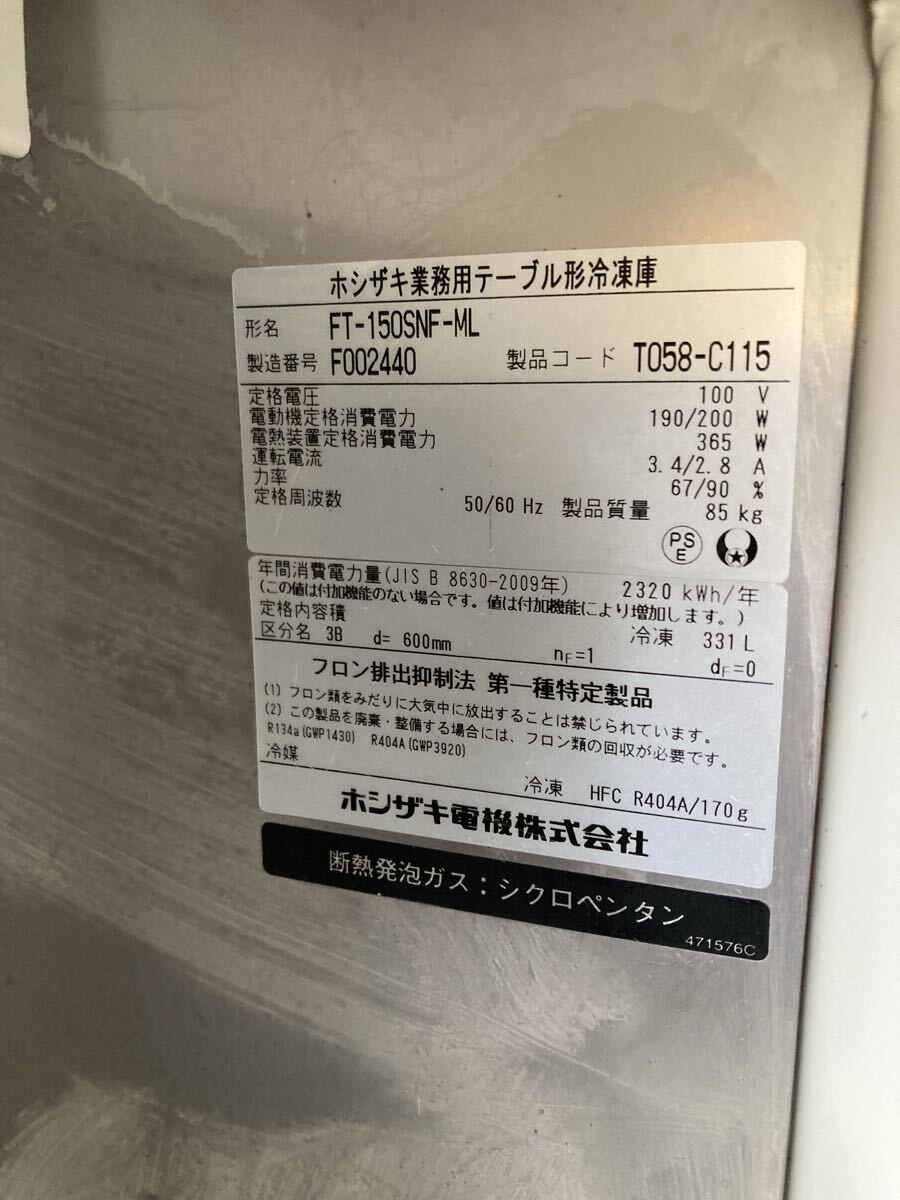 ホシザキ業務用テーブル形冷凍庫
形名 FT-150SNF-ML
製造番号 F002440 製品コード T058-C115
定格電圧 100 V
電動機定格消費電力 190/200 W
電熱装置定格消費電力 365 W
運転電流 3.4/2.8 A
力率 67/90 %
定格周波数 50/60 Hz 製品質量 85 kg
PS
E
年間消費電力量(JIS B 8630-2009年) 2320 kWh/年
(この値は付加機能のない場合です。値は付加機能により増加します。)
定格内容積 冷凍 331 L
区分名 3B d= 600mm nF=1 dF=0
フロン排出抑制法 第一種特定製品
(1) フロン類をみだりに大気中に放出することは禁じられています。
(2) この製品を廃棄・整備する場合には、フロン類の回収が必要です。
R134a(GWP1430) R404A(GWP3920)
冷媒
冷凍 HFC R404A/170g
ホシザキ電機株式会社
断熱発泡ガス：シクロペンタン
471576C